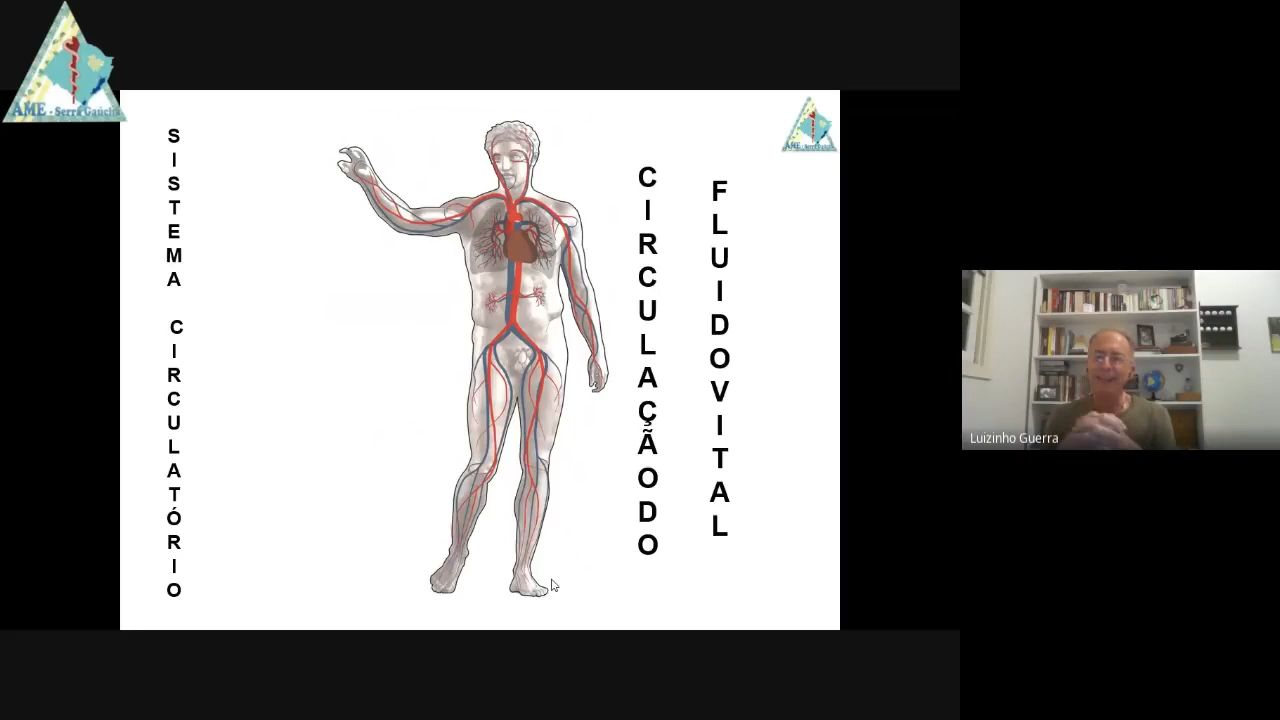 AME - Serra Gaúcha
SISTEMA CIRCULATÓRIO
CIRCULAÇÃO DO
FLUIDO VITAL
Luizinho Guerra